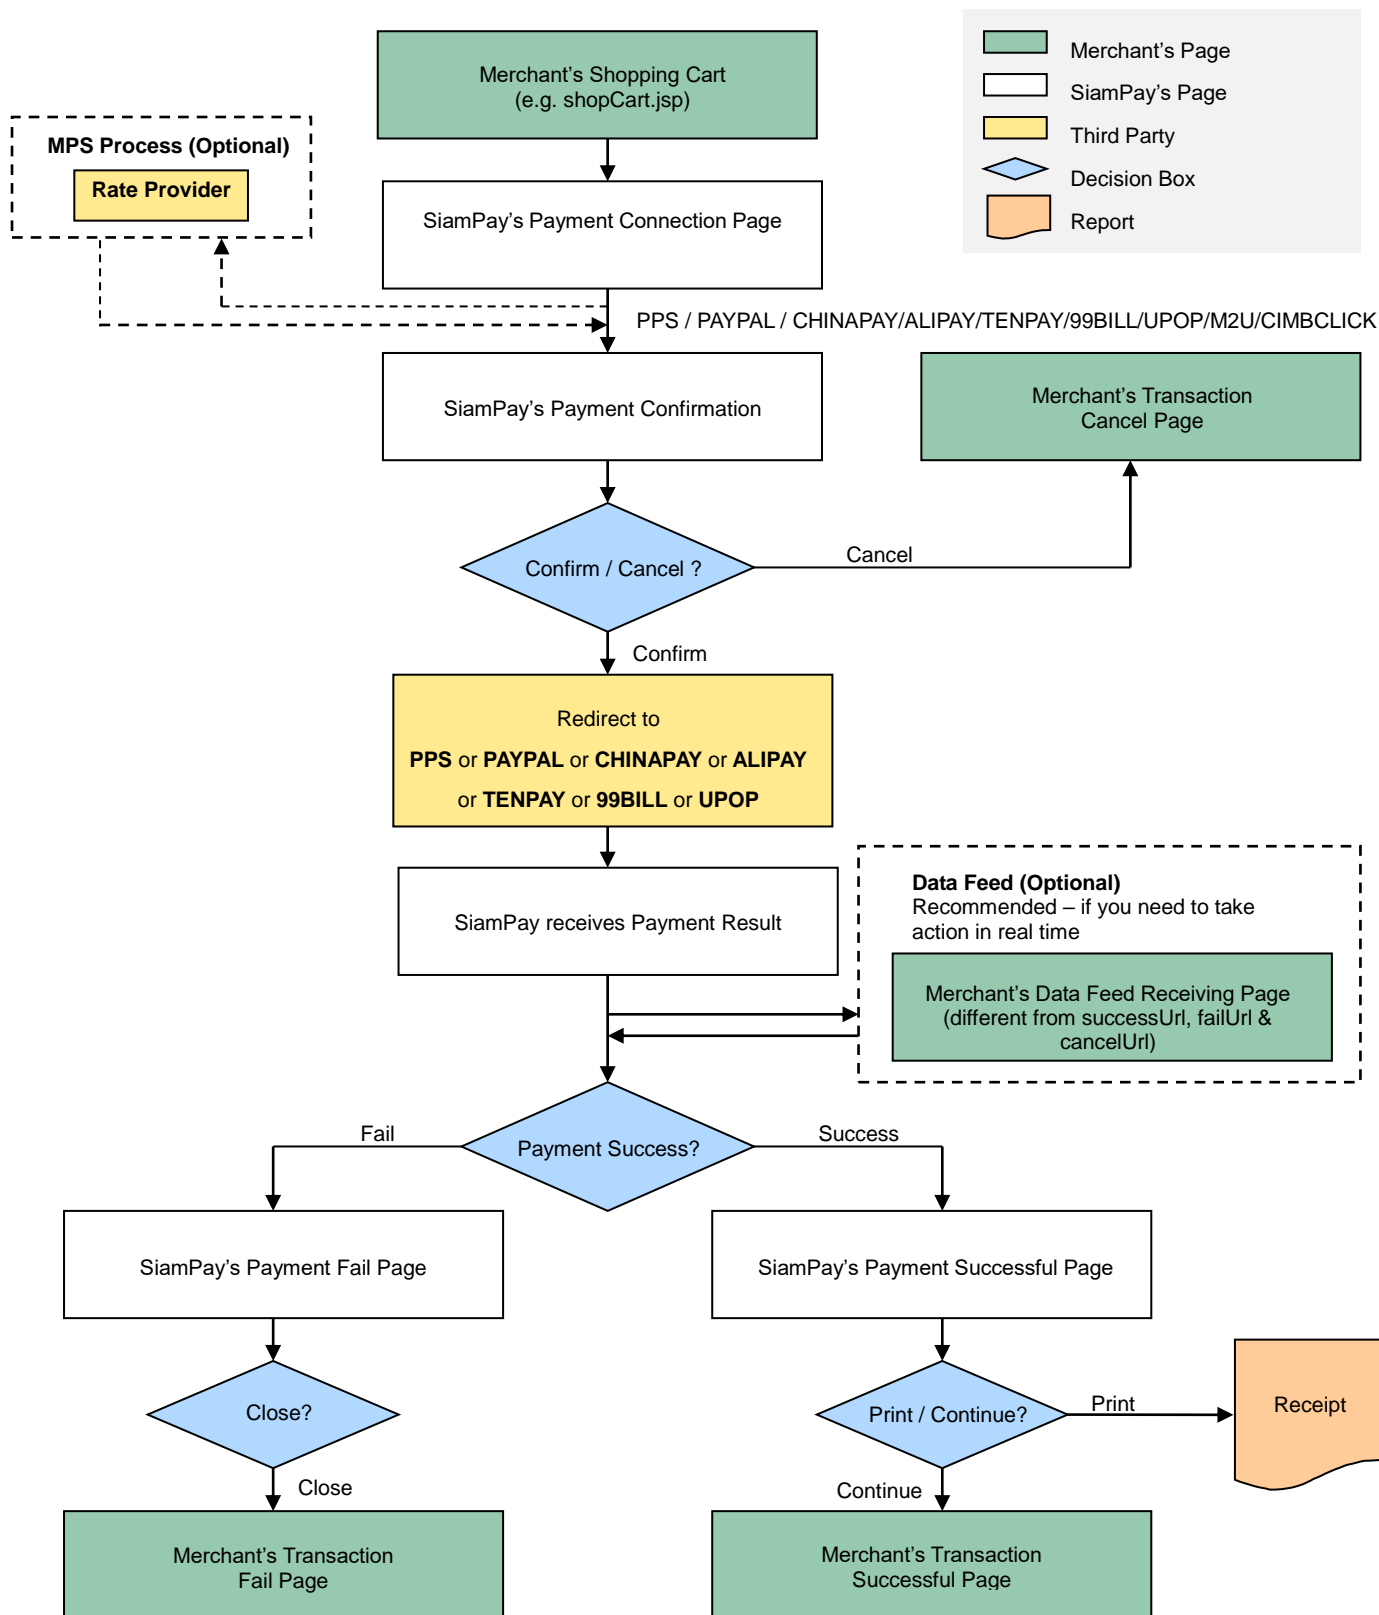 Merchant's Shopping Cart
(e.g. shopCart.jsp)
Merchant's Page
SiamPay's Page
Third Party
Decision Box
Report
MPS Process (Optional)
Rate Provider
SiamPay's Payment Connection Page
PPS / PAYPAL / CHINAPAY/ALIPAY/TENPAY/99BILL/UPOP/M2U/CIMBCLICK
SiamPay's Payment Confirmation
Merchant's Transaction
Cancel Page
Confirm / Cancel ?
Cancel
Confirm
Redirect to
PPS or PAYPAL or CHINAPAY or ALIPAY
or TENPAY or 99BILL or UPOP
SiamPay receives Payment Result
Data Feed (Optional)
Recommended – if you need to take
action in real time
Merchant's Data Feed Receiving Page
(different from successUrl, failUrl &
cancelUrl)
Payment Success?
Fail
Success
SiamPay's Payment Fail Page
SiamPay's Payment Successful Page
Close?
Print / Continue?
Print
Receipt
Close
Continue
Merchant's Transaction
Fail Page
Merchant's Transaction
Successful Page